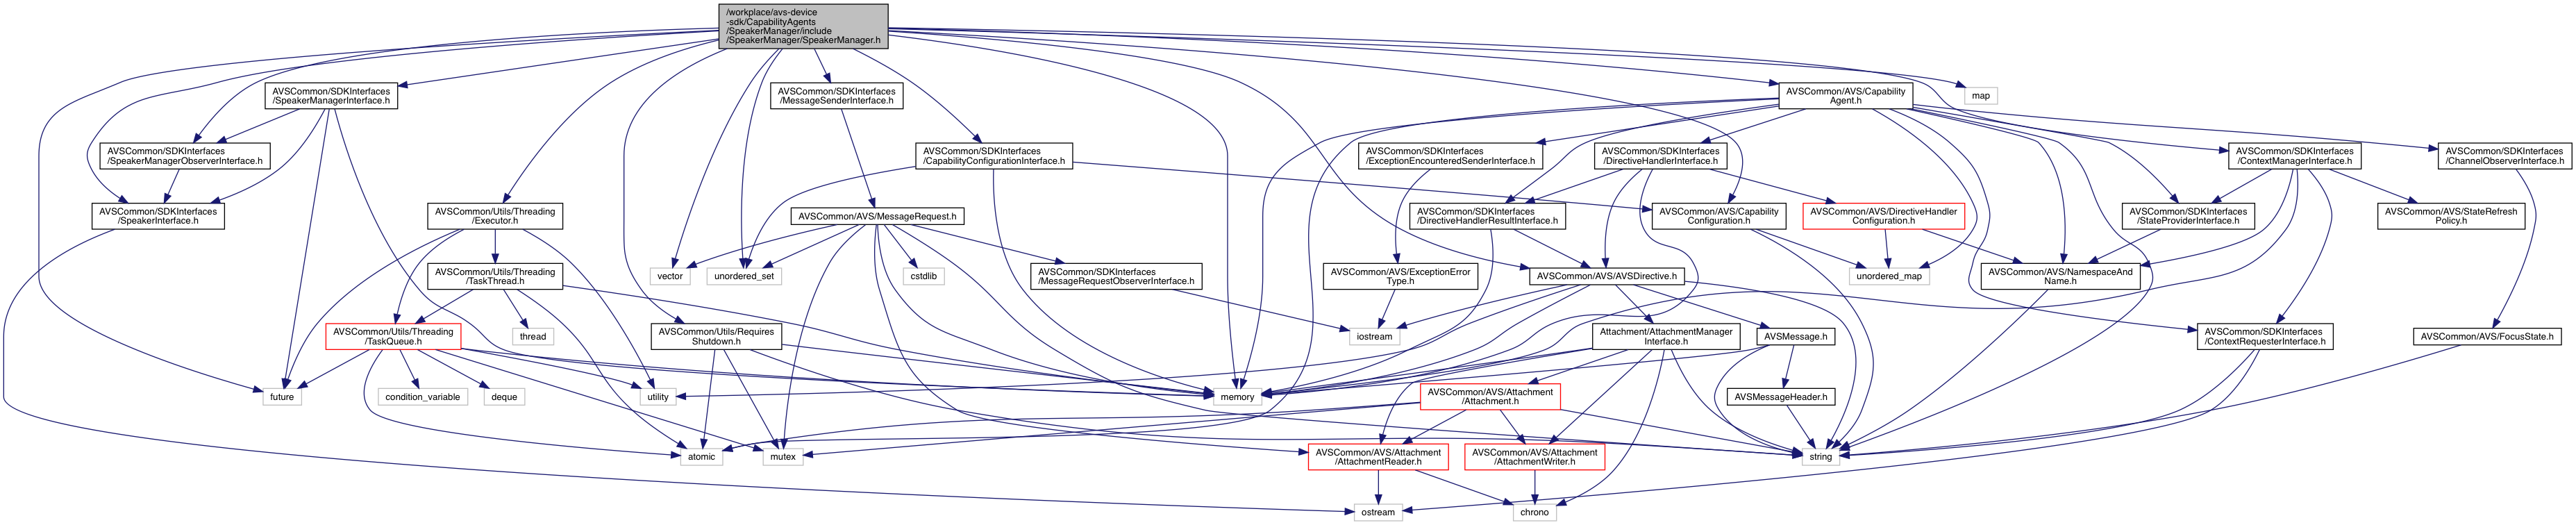 /workplace/avs-device
-sdk/CapabilityAgents
/SpeakerManager/include
/SpeakerManager/SpeakerManager.h
AVSCommon/SDKInterfaces
/SpeakerManagerInterface.h
AVSCommon/SDKInterfaces
/MessageSenderInterface.h
AVSCommon/AVS/Capability
Agent.h
map
AVSCommon/SDKInterfaces
/SpeakerManagerObserverInterface.h
AVSCommon/SDKInterfaces
/CapabilityConfigurationInterface.h
AVSCommon/SDKInterfaces
/ExceptionEncounteredSenderInterface.h
AVSCommon/SDKInterfaces
/DirectiveHandlerInterface.h
AVSCommon/SDKInterfaces
/ContextManagerInterface.h
AVSCommon/SDKInterfaces
/ChannelObserverInterface.h
AVSCommon/SDKInterfaces
/SpeakerInterface.h
AVSCommon/Utils/Threading
/Executor.h
AVSCommon/AVS/MessageRequest.h
AVSCommon/SDKInterfaces
/DirectiveHandlerResultInterface.h
AVSCommon/AVS/Capability
Configuration.h
AVSCommon/AVS/DirectiveHandler
Configuration.h
AVSCommon/SDKInterfaces
/StateProviderInterface.h
AVSCommon/AVS/StateRefresh
Policy.h
AVSCommon/Utils/Threading
/TaskThread.h
vector
unordered_set
cstdlib
AVSCommon/SDKInterfaces
/MessageRequestObserverInterface.h
AVSCommon/AVS/ExceptionError
Type.h
AVSCommon/AVS/AVSDirective.h
unordered_map
AVSCommon/AVS/NamespaceAnd
Name.h
AVSCommon/Utils/Threading
/TaskQueue.h
thread
AVSCommon/Utils/Requires
Shutdown.h
iostream
Attachment/AttachmentManager
Interface.h
AVSMessage.h
AVSCommon/SDKInterfaces
/ContextRequesterInterface.h
AVSCommon/AVS/FocusState.h
future
condition_variable
deque
utility
memory
AVSCommon/AVS/Attachment
/Attachment.h
AVSMessageHeader.h
atomic
mutex
AVSCommon/AVS/Attachment
/AttachmentReader.h
AVSCommon/AVS/Attachment
/AttachmentWriter.h
string
ostream
chrono